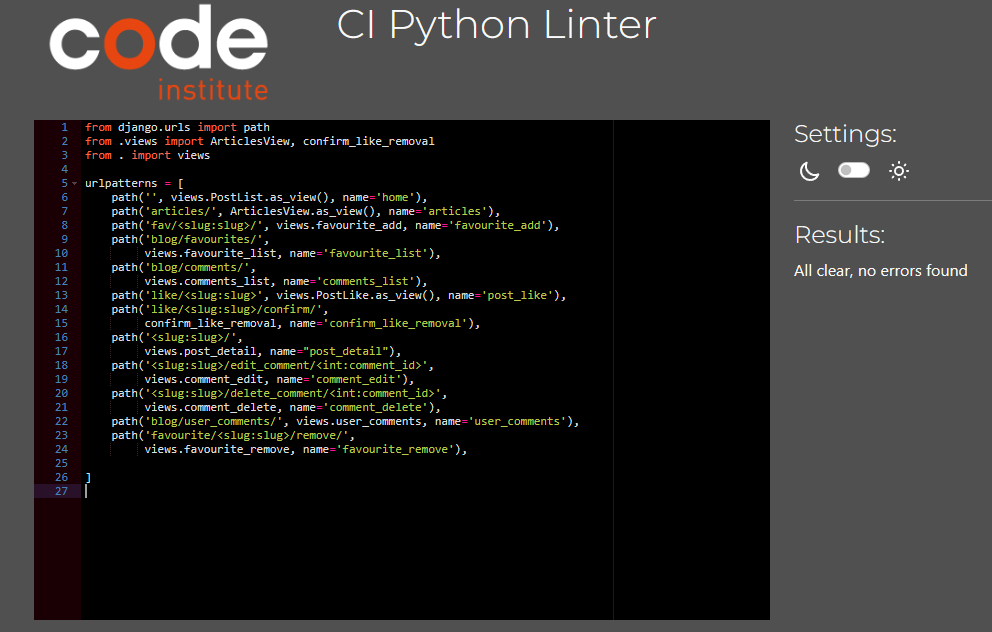 code
institute
CI Python Linter
1 from django.urls import path
2 from .views import ArticlesView, confirm_like_removal
3 from . import views
4
5 urlpatterns = [
6     path('', views.PostList.as_view(), name='home'),
7     path('articles/', ArticlesView.as_view(), name='articles'),
8     path('fav/<slug:slug>/', views.favourite_add, name='favourite_add'),
9     path('blog/favourites/',
10         views.favourite_list, name='favourite_list'),
11     path('blog/comments/',
12         views.comments_list, name='comments_list'),
13     path('like/<slug:slug>', views.PostLike.as_view(), name='post_like'),
14     path('like/<slug:slug>/confirm/',
15         confirm_like_removal, name='confirm_like_removal'),
16     path('<slug:slug>/',
17         views.post_detail, name="post_detail"),
18     path('<slug:slug>/edit_comment/<int:comment_id>',
19         views.comment_edit, name='comment_edit'),
20     path('<slug:slug>/delete_comment/<int:comment_id>',
21         views.comment_delete, name='comment_delete'),
22     path('blog/user_comments/', views.user_comments, name='user_comments'),
23     path('favourite/<slug:slug>/remove/',
24         views.favourite_remove, name='favourite_remove'),
25
26 ]
27
Settings:
Results:
All clear, no errors found